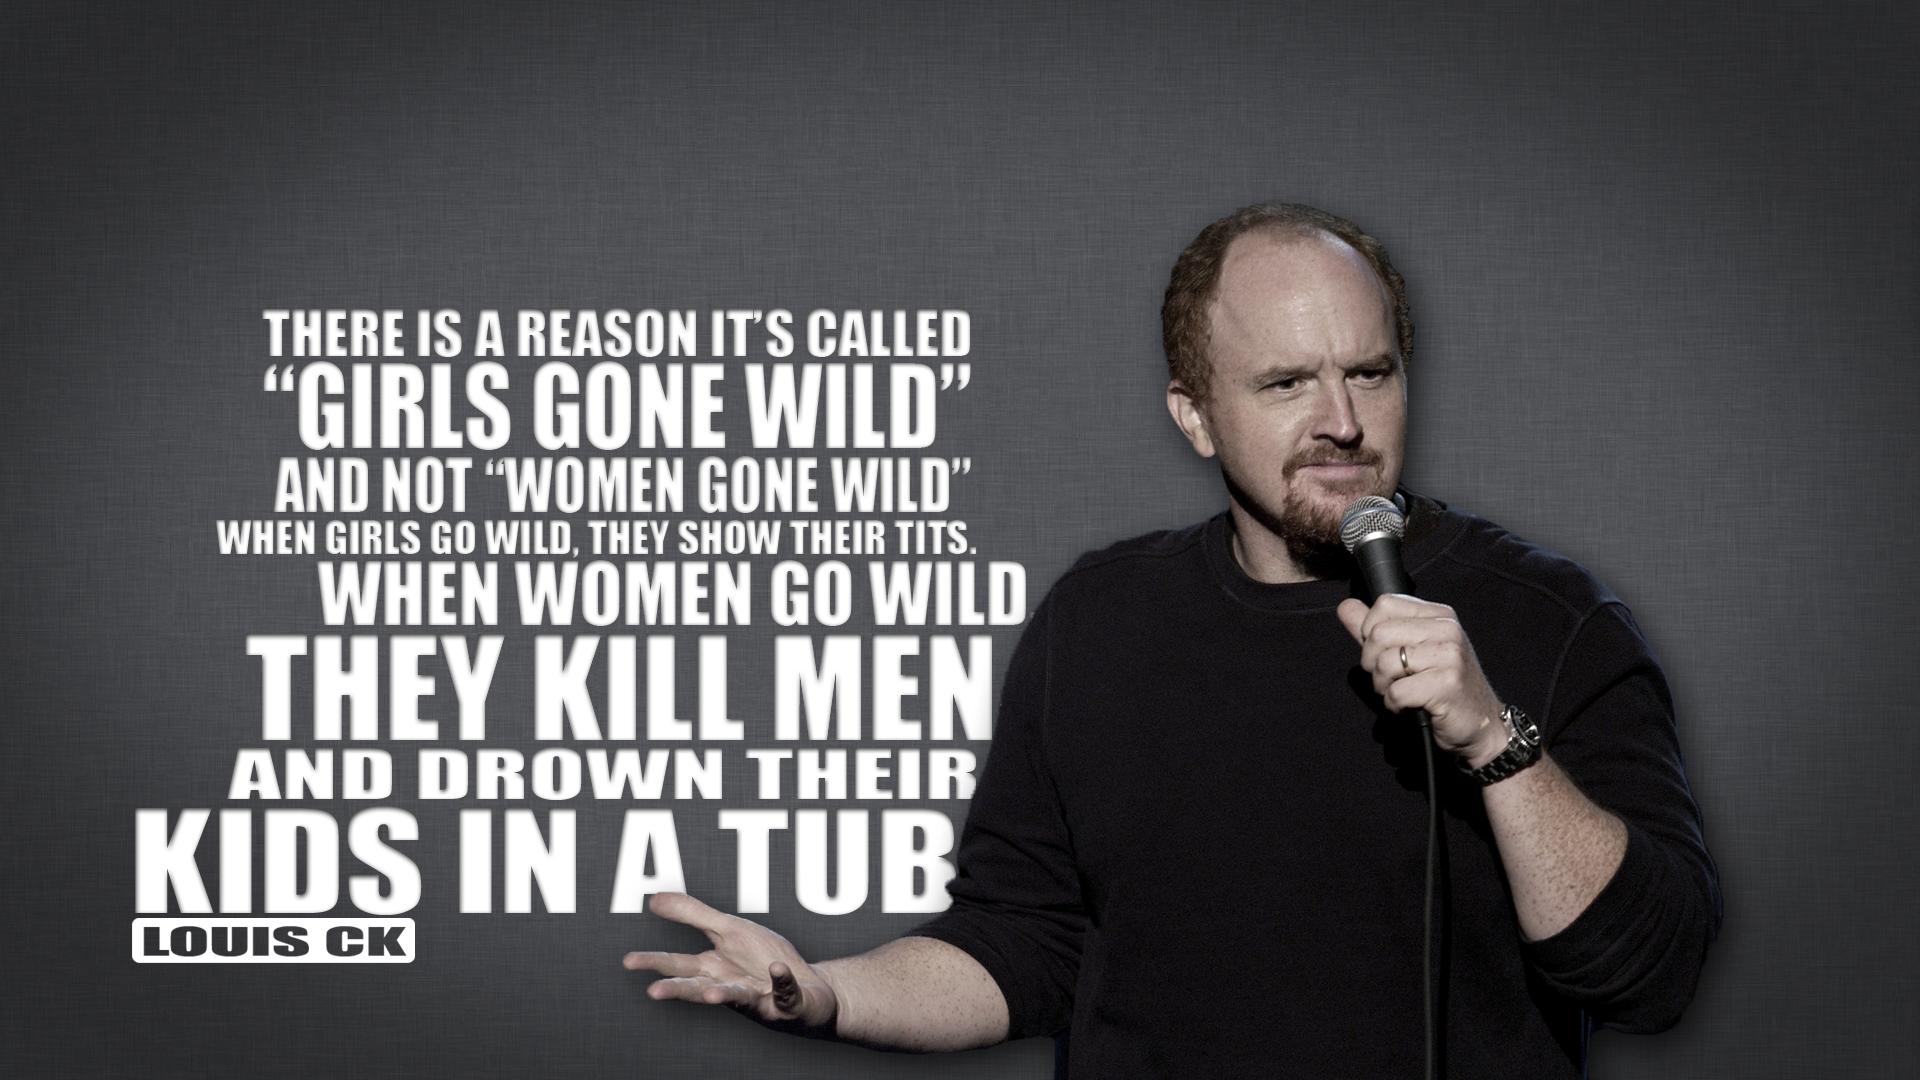 THERE IS A REASON IT'S CALLED
“GIRLS GONE WILD”
AND NOT “WOMEN GONE WILD”
WHEN GIRLS GO WILD, THEY SHOW THEIR TITS.
WHEN WOMEN GO WILD,
THEY KILL MEN
AND DROWN THEIR
KIDS IN A TUB
LOUIS CK